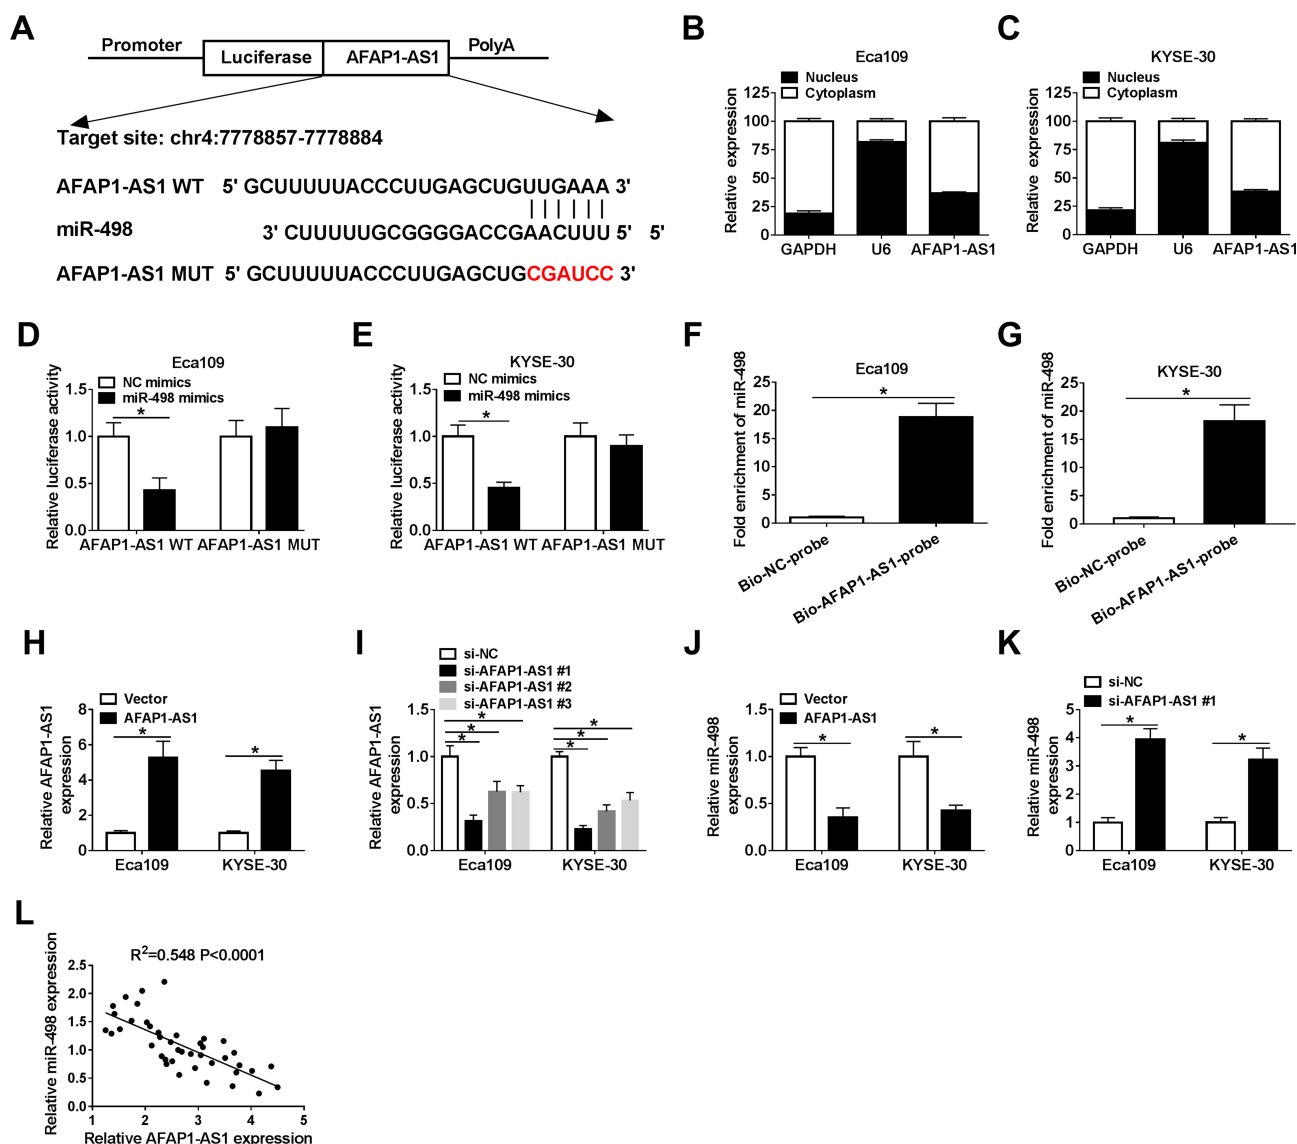 A
Promoter
Luciferase
AFAP1-AS1
PolyA
Target site: chr4:7778857-7778884
AFAP1-AS1 WT 5' GCUUUUUACCCUUGAGCUGUUGAAA 3'
miR-498 3' CUUUUUGCGGGGACCGAACUUU 5' 5'
AFAP1-AS1 MUT 5' GCUUUUUACCCUUGAGCUGCGAUCC 3'
B
Eca109
Nucleus
Cytoplasm
Relative expression
125
100
75
50
25
0
GAPDH U6 AFAP1-AS1
C
KYSE-30
Nucleus
Cytoplasm
Relative expression
125
100
75
50
25
0
GAPDH U6 AFAP1-AS1
D
Eca109
NC mimics
miR-498 mimics
Relative luciferase activity
1.5
1.0
0.5
0.0
*
AFAP1-AS1 WT AFAP1-AS1 MUT
E
KYSE-30
NC mimics
miR-498 mimics
Relative luciferase activity
1.5
1.0
0.5
0.0
*
AFAP1-AS1 WT AFAP1-AS1 MUT
F
Eca109
Fold enrichment of miR-498
25
20
15
10
5
0
*
Bio-NC-probe
Bio-AFAP1-AS1-probe
G
KYSE-30
Fold enrichment of miR-498
25
20
15
10
5
0
*
Bio-NC-probe
Bio-AFAP1-AS1-probe
H
Vector
AFAP1-AS1
Relative AFAP1-AS1
expression
8
6
4
2
0
* *
Eca109 KYSE-30
I
si-NC
si-AFAP1-AS1 #1
si-AFAP1-AS1 #2
si-AFAP1-AS1 #3
Relative AFAP1-AS1
expression
1.5
1.0
0.5
0.0
* * *
* * *
Eca109 KYSE-30
J
Vector
AFAP1-AS1
Relative miR-498
expression
1.5
1.0
0.5
0.0
* *
Eca109 KYSE-30
K
si-NC
si-AFAP1-AS1 #1
Relative miR-498
expression
5
4
3
2
1
0
* *
Eca109 KYSE-30
L
R2=0.548 P<0.0001
Relative miR-498 expression
2.5
2.0
1.5
1.0
0.5
0.0
1 2 3 4 5
Relative AFAP1-AS1 expression